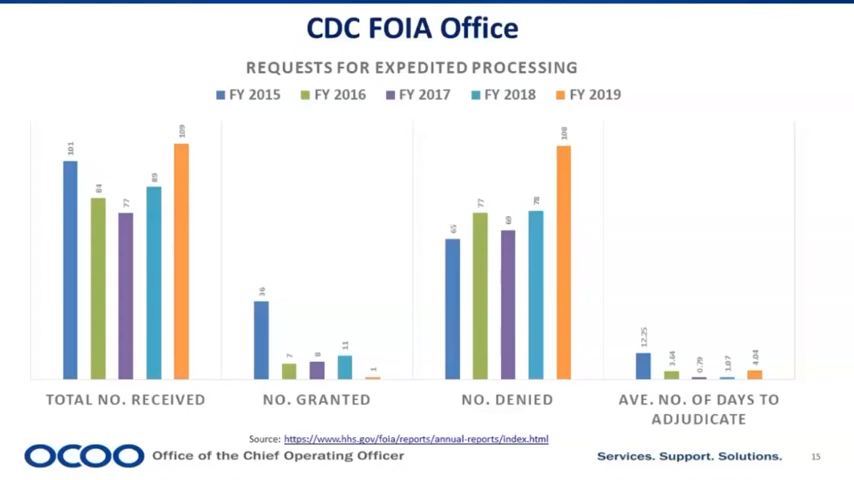 CDC FOIA Office
REQUESTS FOR EXPEDITED PROCESSING
FY 2015 FY 2016 FY 2017 FY 2018 FY 2019
101
84
77
89
109
36
7
8
11
1
65
77
69
78
108
12.25
3.64
0.79
1.07
4.04
TOTAL NO. RECEIVED
NO. GRANTED
NO. DENIED
AVE. NO. OF DAYS TO
ADJUDICATE
Source: https://www.hhs.gov/foia/reports/annual-reports/index.html
OCOO Office of the Chief Operating Officer
Services. Support. Solutions.
15